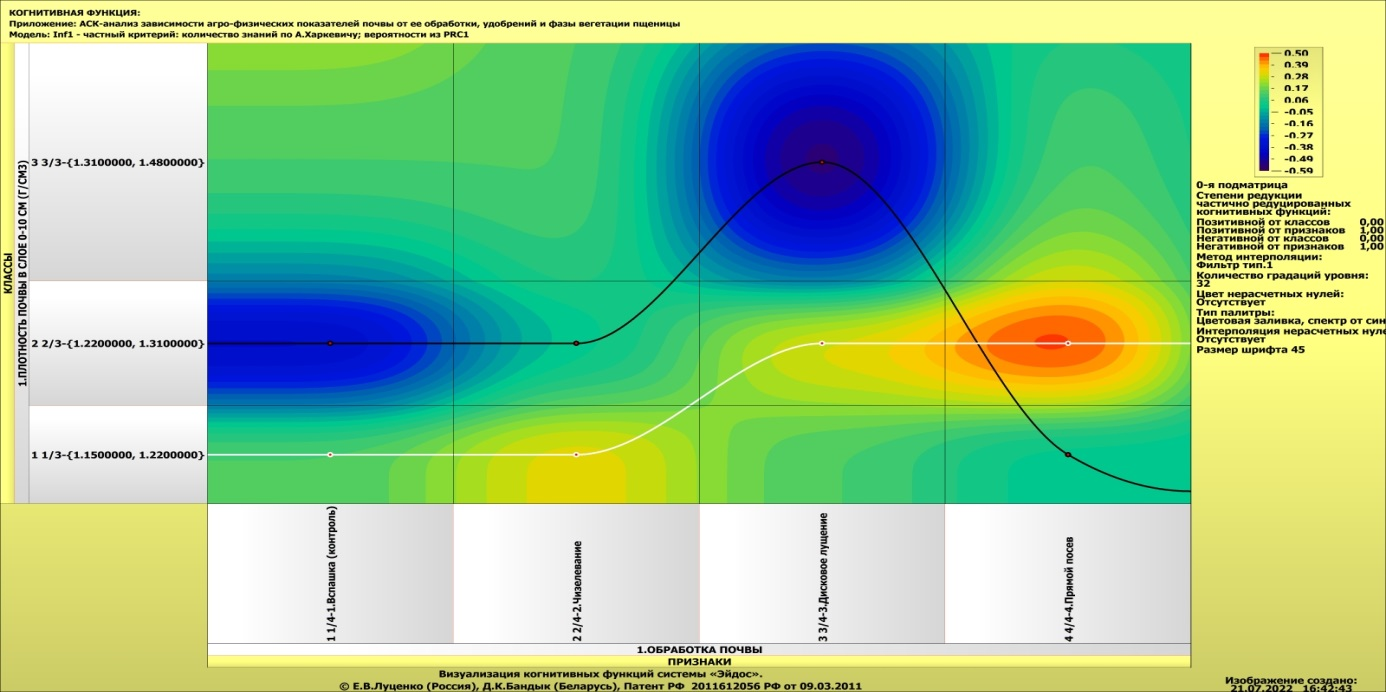 КОГНИТИВНАЯ ФУНКЦИЯ:
Приложение: АСК-анализ зависимости агро-физических показателей почвы от ее обработки, удобрений и фазы вегетации пщеницы
Модель: Inf1 - частный критерий: количество знаний по А.Харкевичу; вероятности из PRC1
КЛАССЫ
1.ПЛОТНОСТЬ ПОЧВЫ В СЛОЕ 0-10 СМ (Г/СМ3)
3 3/3-{1.3100000, 1.4800000}
2 2/3-{1.2200000, 1.3100000}
1 1/3-{1.1500000, 1.2200000}
1 1/4-1.Вспашка (контроль)
2 2/4-2.Чизелевание
3 3/4-3.Дисковое лущение
4 4/4-4.Прямой посев
1.ОБРАБОТКА ПОЧВЫ
ПРИЗНАКИ
0.50
0.39
0.28
0.17
0.06
-0.05
-0.16
-0.27
-0.38
-0.49
-0.59
0-я подматрица
Степени редукции
частично редуцированных
когнитивных функций:
Позитивной от классов 0,00
Позитивной от признаков 1,00
Негативной от классов 0,00
Негативной от признаков 1,00
Метод интерполяции:
Фильтр тип.1
Количество градаций уровня:
32
Цвет нерасчетных нулей:
Отсутствует
Тип палитры:
Цветовая заливка, спектр от син
Интерполяция нерасчетных нуле
Отсутствует
Размер шрифта 45
Визуализация когнитивных функций системы «Эйдос».
© Е.В.Луценко (Россия), Д.К.Бандык (Беларусь), Патент РФ 2011612056 РФ от 09.03.2011
Изображение создано:
21.07.2022 16:42:43